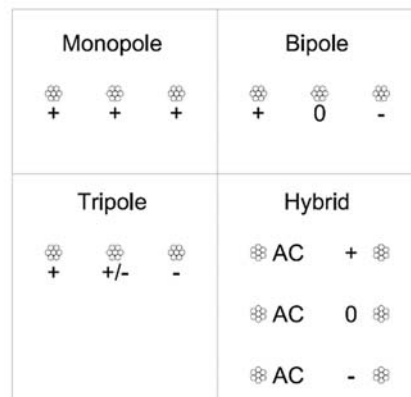 Monopole
+ + +
Bipole
+ 0 -
Tripole
+ +/- -
Hybrid
AC +
AC 0
AC -